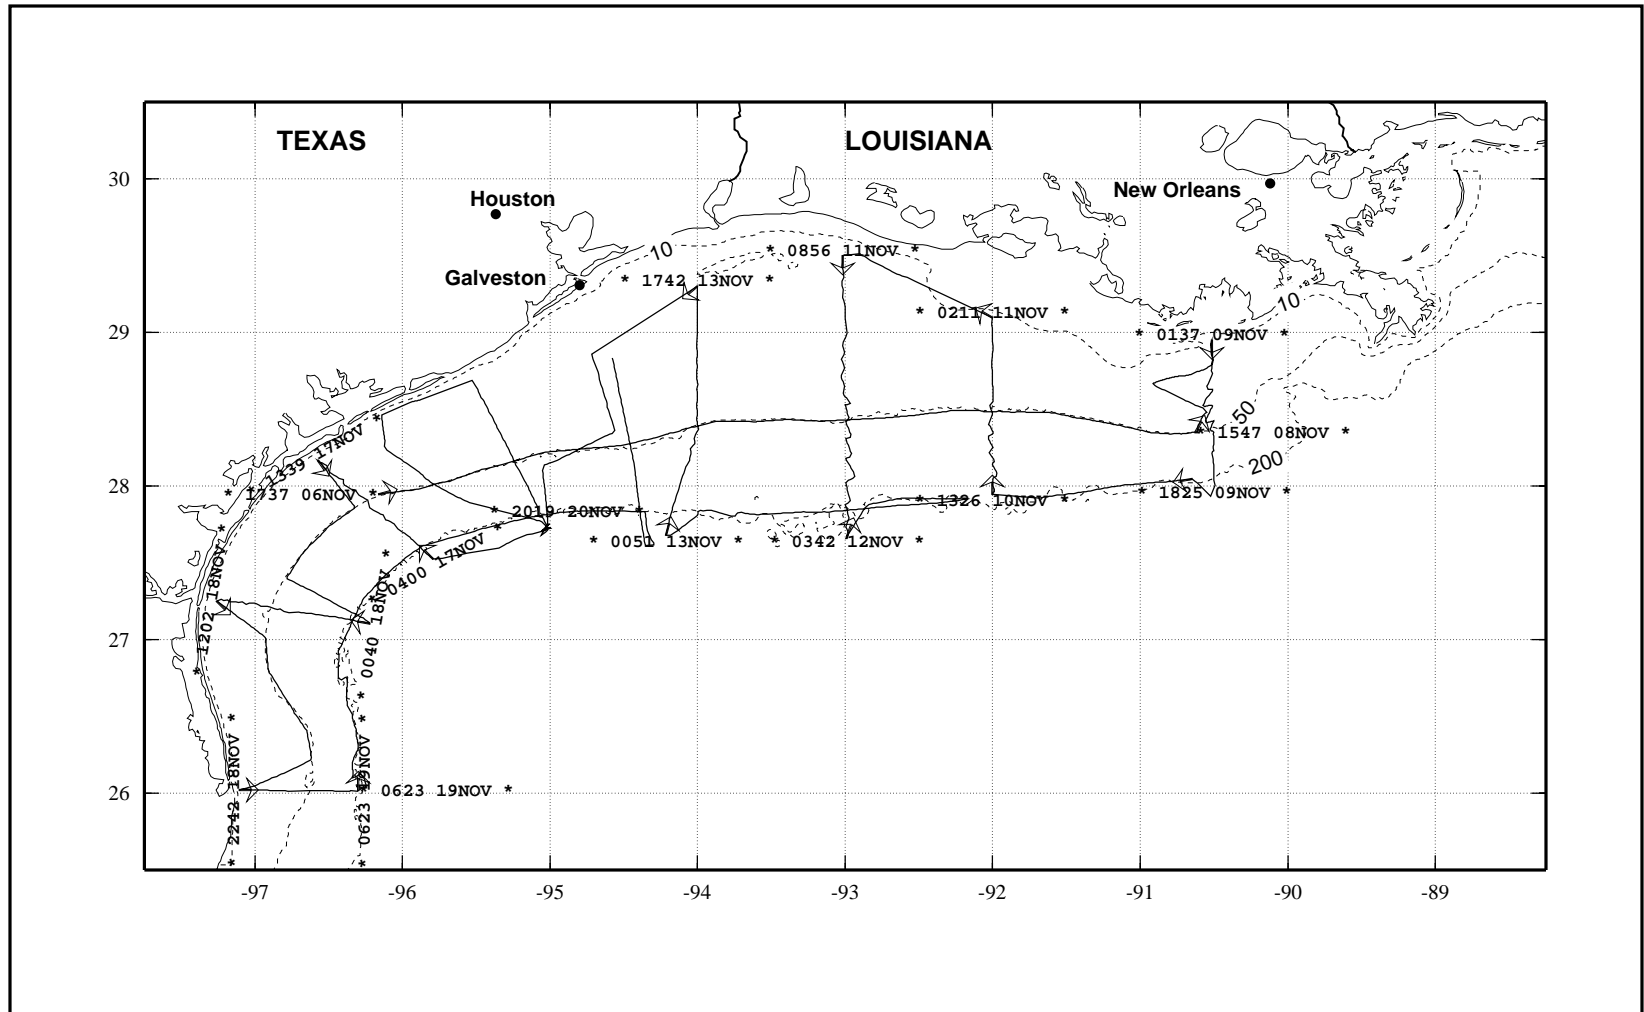 TEXAS
LOUISIANA
30
New Orleans
Houston
10
* 0856 11NOV *
Galveston
* 1742 13NOV *
10
* 0211 11NOV *
29
* 0137 09NOV *
50
* 1547 08NOV *
* 1339 17NOV *
200
28
* 1737 06NOV *
* 1326 10NOV *
* 1825 09NOV *
* 2019 20NOV *
* 0051 13NOV *
* 0342 12NOV *
* 0400 17NOV *
* 1202 18NOV *
* 0040 18NOV *
27
* 2242 18NOV *
* 0623 19NOV *
26
* 0623 19NOV *
-97
-96
-95
-94
-93
-92
-91
-90
-89